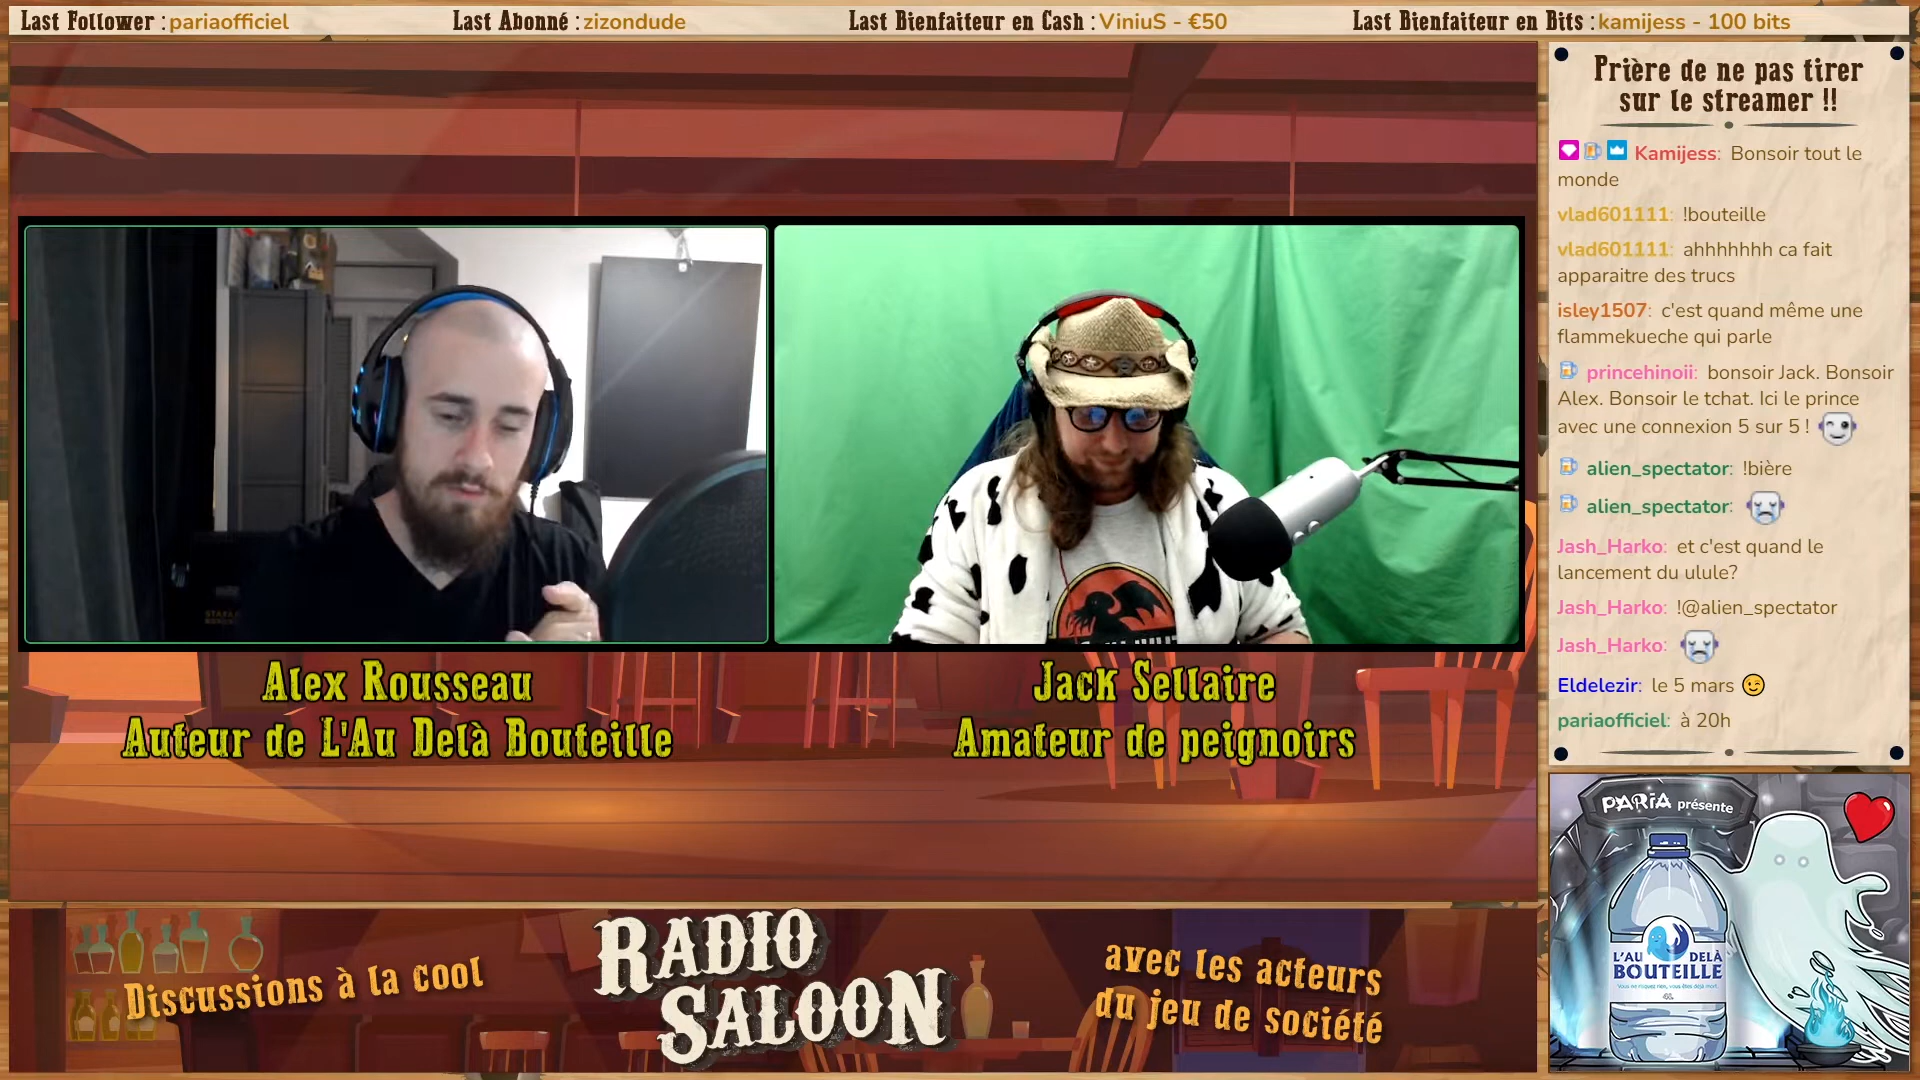 Last Follower : pariaofficiel
Last Abonné : zizondude
Last Bienfaiteur en Cash : ViniuS - €50
Last Bienfaiteur en Bits : kamijess - 100 bits
Prière de ne pas tirer
sur le streamer !!
Kamijess: Bonsoir tout le
monde
vlad601111: !bouteille
vlad601111: ahhhhhhh ca fait
apparaitre des trucs
isley1507: c'est quand même une
flammekueche qui parle
princehinoii: bonsoir Jack. Bonsoir
Alex. Bonsoir le tchat. Ici le prince
avec une connexion 5 sur 5 !
alien_spectator: !bière
alien_spectator:
Jash_Harko: et c'est quand le
lancement du ulule?
Jash_Harko: !@alien_spectator
Jash_Harko:
Eldelezir: le 5 mars 😉
pariaofficiel: à 20h
Alex Rousseau
Auteur de L'Au Delà Bouteille
Jack Sellaire
Amateur de peignoirs
PARIA présente
L'AU DELÀ
BOUTEILLE
Discussions à la cool
RADIO
SALOON
avec les acteurs
du jeu de société